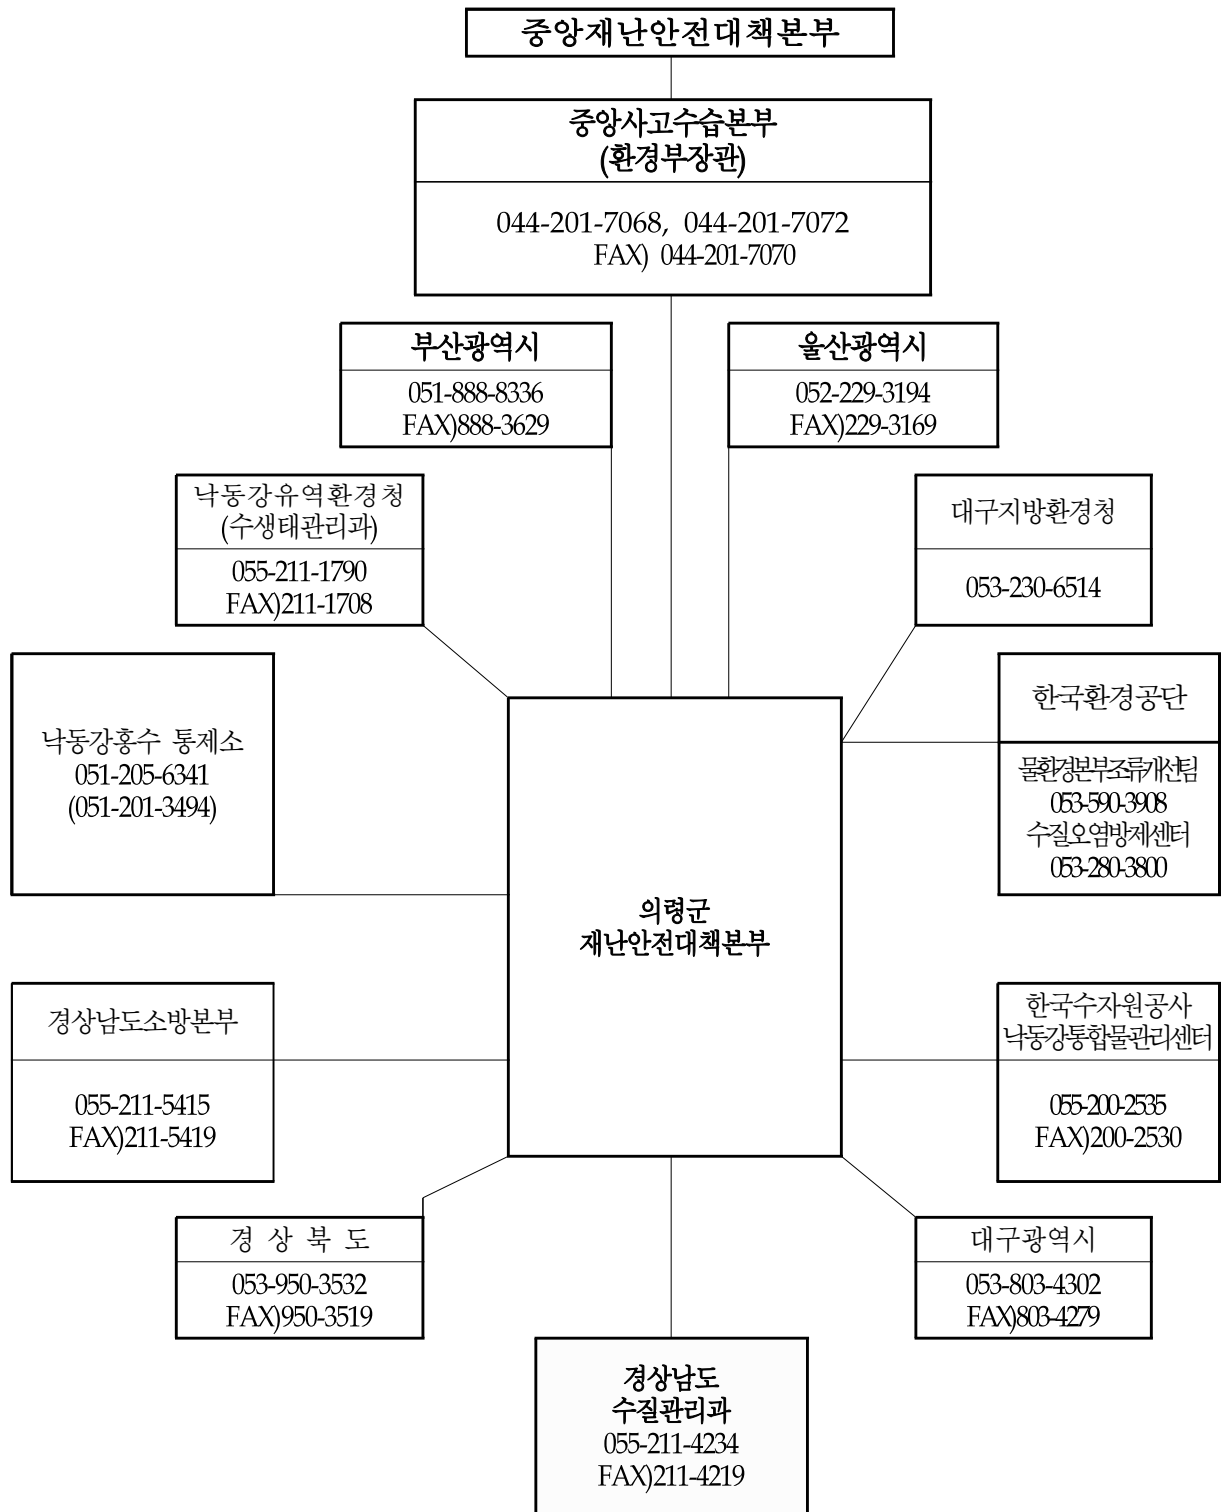 중앙재난안전대책본부
중앙사고수습본부
(환경부장관)
044-201-7068, 044-201-7072
FAX) 044-201-7070
부산광역시
051-888-8336
FAX)888-3629
울산광역시
052-229-3194
FAX)229-3169
낙동강유역환경청
(수생태관리과)
055-211-1790
FAX)211-1708
대구지방환경청
053-230-6514
낙동강홍수 통제소
051-205-6341
(051-201-3494)
한국환경공단
물환경본부조류개선팀
053-590-3908
수질오염방제센터
053-280-3800
의령군
재난안전대책본부
경상남도소방본부
055-211-5415
FAX)211-5419
한국수자원공사
낙동강통합물관리센터
055-200-2535
FAX)200-2530
경 상 북 도
053-950-3532
FAX)950-3519
대구광역시
053-803-4302
FAX)803-4279
경상남도
수질관리과
055-211-4234
FAX)211-4219